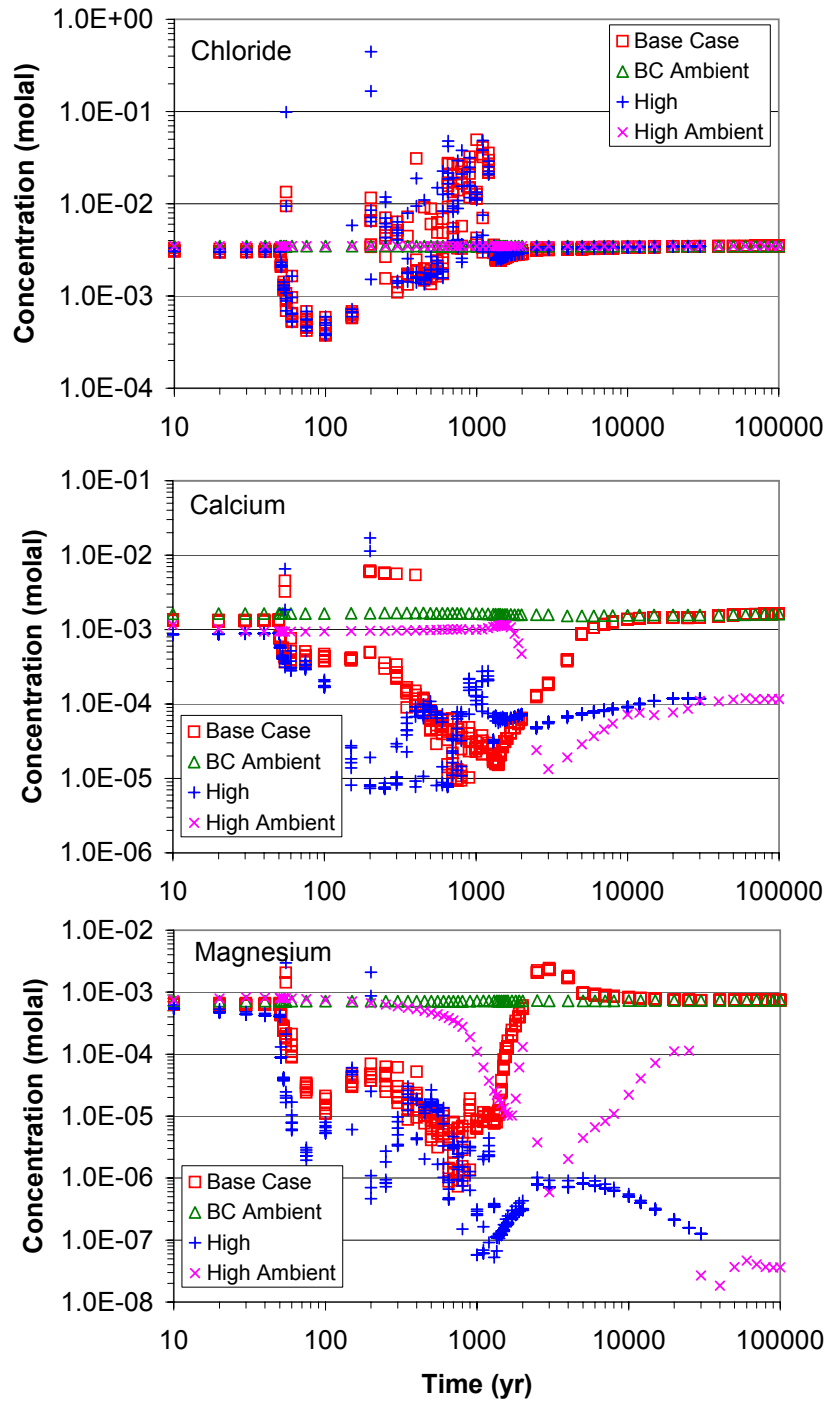 Chloride
Concentration (molal)
1.0E+00
1.0E-01
1.0E-02
1.0E-03
1.0E-04
Base Case
BC Ambient
High
High Ambient
10 100 1000 10000 100000
Calcium
Concentration (molal)
1.0E-01
1.0E-02
1.0E-03
1.0E-04
1.0E-05
1.0E-06
Base Case
BC Ambient
High
High Ambient
10 100 1000 10000 100000
Magnesium
Concentration (molal)
1.0E-02
1.0E-03
1.0E-04
1.0E-05
1.0E-06
1.0E-07
1.0E-08
Base Case
BC Ambient
High
High Ambient
10 100 1000 10000 100000
Time (yr)